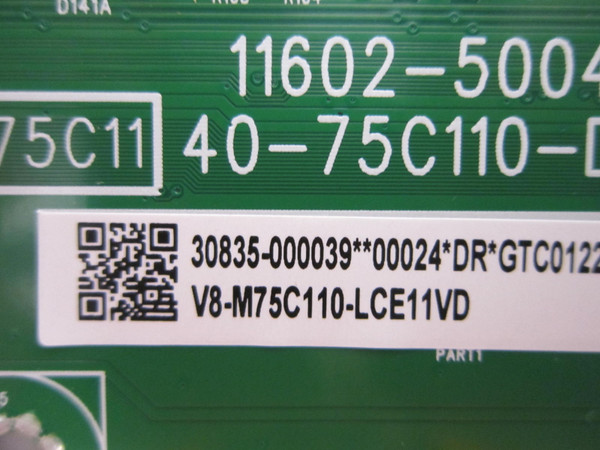 D141A
11602-5004
75C11
40-75C110-D
30835-000039**00024*DR*GTC0122
V8-M75C110-LCE11VD
PART1